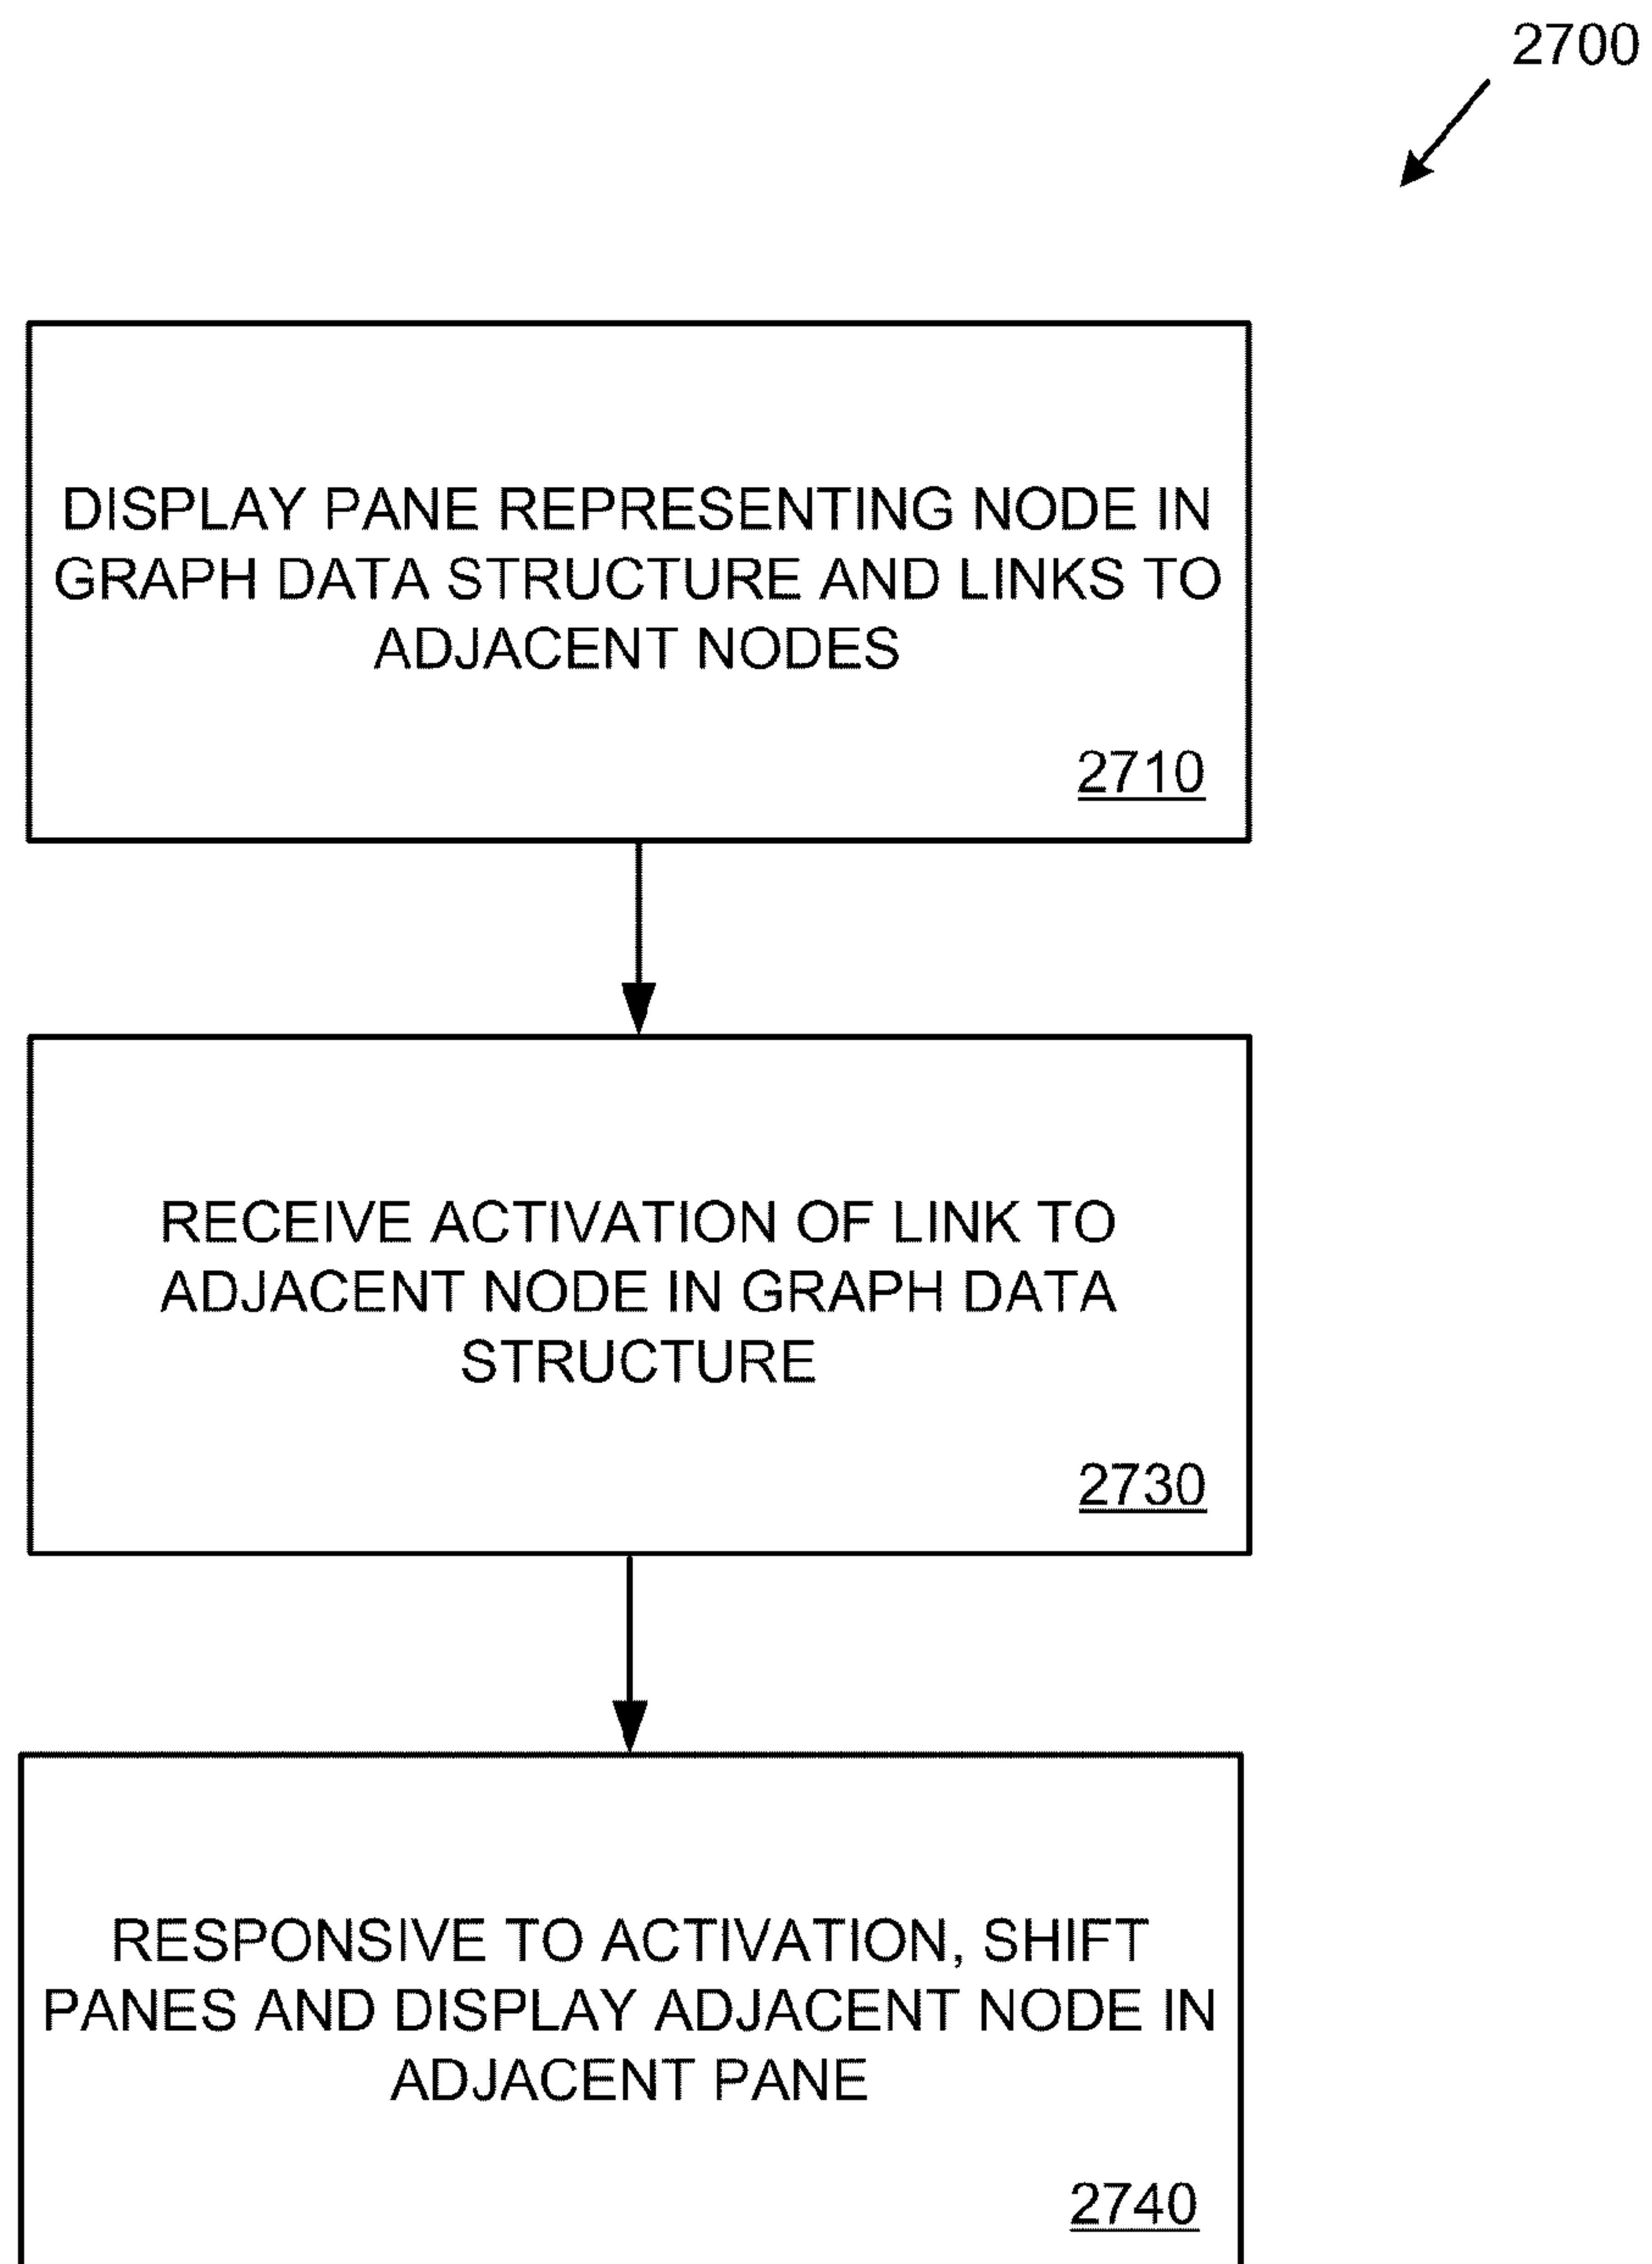 2700
DISPLAY PANE REPRESENTING NODE IN
GRAPH DATA STRUCTURE AND LINKS TO
ADJACENT NODES
2710
RECEIVE ACTIVATION OF LINK TO
ADJACENT NODE IN GRAPH DATA
STRUCTURE
2730
RESPONSIVE TO ACTIVATION, SHIFT
PANES AND DISPLAY ADJACENT NODE IN
ADJACENT PANE
2740